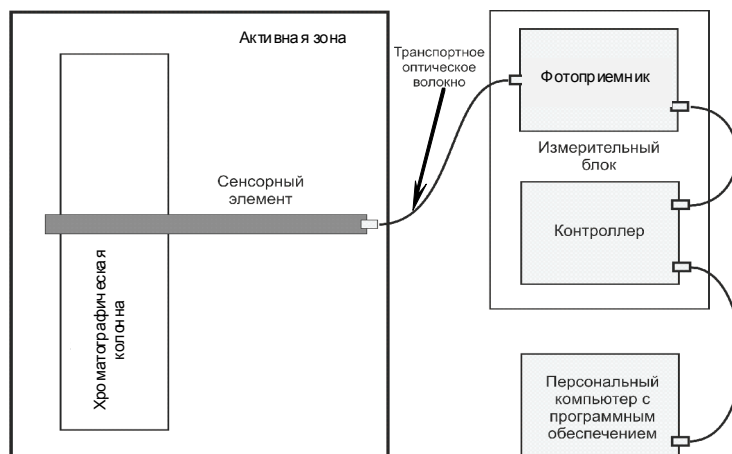 Активная зона
Транспортное
оптическое
волокно
Фотоприемник
Измерительный
блок
Сенсорный
элемент
Контроллер
Хроматографическая
колонна
Персональный
компьютер с
программным
обеспечением